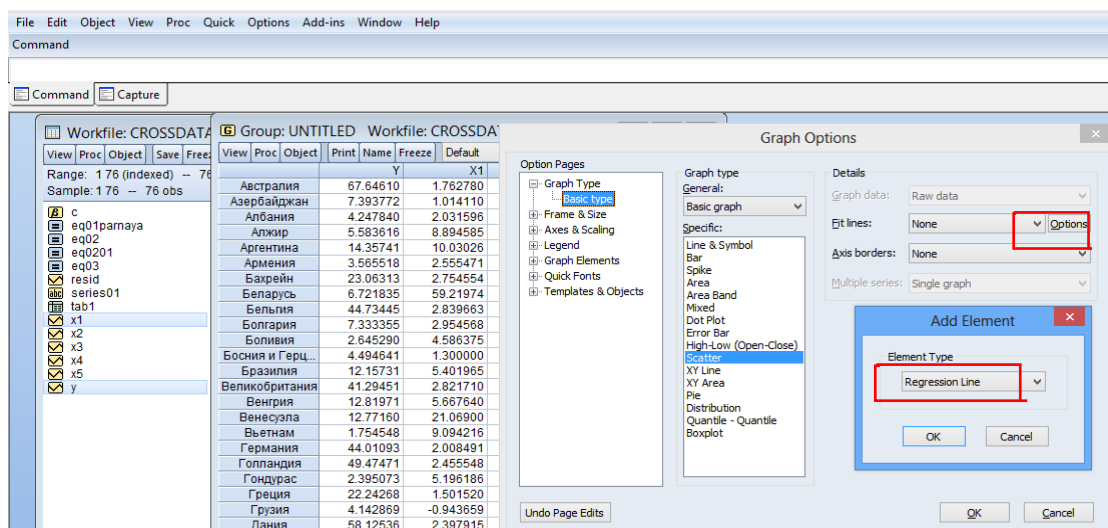 File Edit Object View Proc Quick Options Add-ins Window Help
Command
Command Capture
Workfile: CROSSDATA
View Proc Object Save Freez
Range: 1 76 (indexed) -- 76
Sample: 1 76 -- 76 obs
c
eq01parnaya
eq02
eq0201
eq03
resid
series01
tab1
x1
x2
x3
x4
x5
y
Group: UNTITLED Workfile: CROSSDA
View Proc Object Print Name Freeze Default
Y X1
Австралия 67.64610 1.762780
Азербайджан 7.393772 1.014110
Албания 4.247840 2.031596
Алжир 5.583616 8.894585
Аргентина 14.35741 10.03026
Армения 3.565518 2.555471
Бахрейн 23.06313 2.754554
Беларусь 6.721835 59.21974
Бельгия 44.73445 2.839663
Болгария 7.333355 2.954568
Боливия 2.645290 4.586375
Босния и Герц... 4.494641 1.300000
Бразилия 12.15731 5.401965
Великобритания 41.29451 2.821710
Венгрия 12.81971 5.667640
Венесуэла 12.77160 21.06900
Вьетнам 1.754548 9.094216
Германия 44.01093 2.008491
Голландия 49.47471 2.455548
Гондурас 2.395073 5.196186
Греция 22.24268 1.501520
Грузия 4.142869 -0.943659
Дания 58.12536 2.397915
Graph Options
Option Pages
Graph Type
Basic type
Frame & Size
Axes & Scaling
Legend
Graph Elements
Quick Fonts
Templates & Objects
Undo Page Edits
Graph type
General:
Basic graph
Specific:
Line & Symbol
Bar
Spike
Area
Area Band
Mixed
Dot Plot
Error Bar
High-Low (Open-Close)
Scatter
XY Line
XY Area
Pie
Distribution
Quantile - Quantile
Boxplot
Details
Graph data: Raw data
Fit lines: None Options
Axis borders: None
Multiple series: Single graph
Add Element
Element Type
Regression Line
OK Cancel
OK Cancel